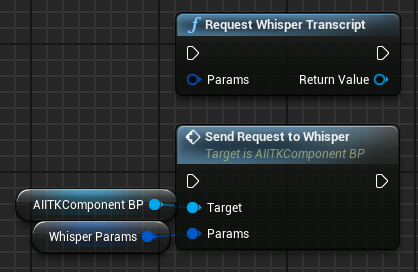 f Request Whisper Transcript
Params Return Value
Send Request to Whisper
Target is AIITKComponent BP
AIITKComponent BP Target
Whisper Params Params